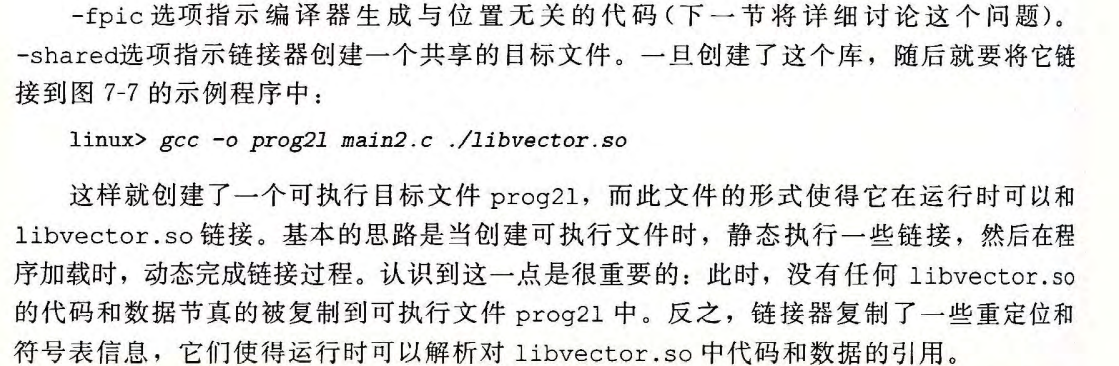 -fpic 选项指示编译器生成与位置无关的代码(下一节将详细讨论这个问题)。
-shared选项指示链接器创建一个共享的目标文件。一旦创建了这个库，随后就要将它链
接到图 7-7 的示例程序中：
linux> gcc -o prog2l main2.c ./libvector.so
这样就创建了一个可执行目标文件 prog2l，而此文件的形式使得它在运行时可以和
libvector.so 链接。基本的思路是当创建可执行文件时，静态执行一些链接，然后在程
序加载时，动态完成链接过程。认识到这一点是很重要的：此时，没有任何 libvector.so
的代码和数据节真的被复制到可执行文件 prog2l 中。反之，链接器复制了一些重定位和
符号表信息，它们使得运行时可以解析对 libvector.so 中代码和数据的引用。